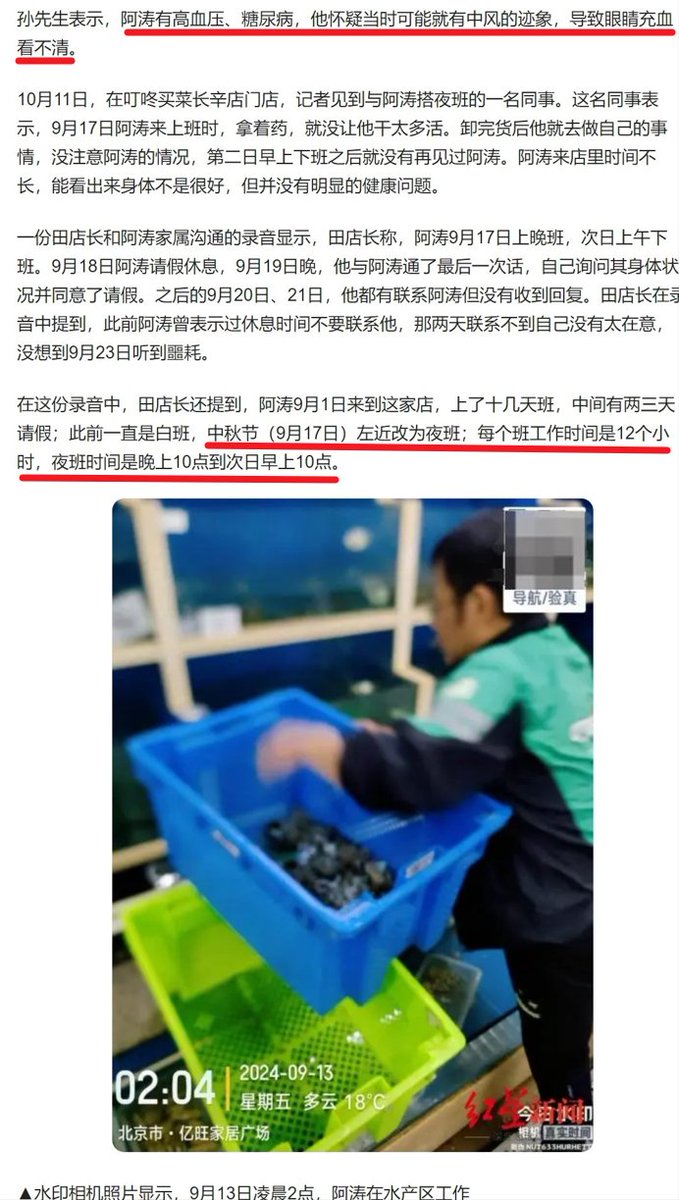 孙先生表示，阿涛有高血压、糖尿病，他怀疑当时可能就有中风的迹象，导致眼睛充血
看不清。
10月11日，在叮咚买菜长辛店门店，记者见到与阿涛搭夜班的一名同事。这名同事表
示，9月17日阿涛来上班时，拿着药，就没让他干太多活。卸完货后他就去做自己的事
情，没注意阿涛的情况，第二日早上下班之后就没有再见过阿涛。阿涛来店里时间不
长，能看出来身体不是很好，但并没有明显的健康问题。
一份田店长和阿涛家属沟通的录音显示，田店长称，阿涛9月17日上晚班，次日上午下
班。9月18日阿涛请假休息，9月19日晚，他与阿涛通了最后一次话，自己询问其身体状
况并同意了请假。之后的9月20日、21日，他都有联系阿涛但没有收到回复。田店长在录
音中提到，此前阿涛曾表示过休息时间不要联系他，那两天联系不到自己没有太在意，
没想到9月23日听到噩耗。
在这份录音中，田店长还提到，阿涛9月1日来到这家店，上了十几天班，中间有两三天
请假；此前一直是白班，中秋节（9月17日）左近改为夜班；每个班工作时间是12个小
时，夜班时间是晚上10点到次日早上10点。
导航/验真
02:04
2024-09-13
星期五 多云 18°C
北京市·亿旺家居广场
红星新闻
相机 真实时间
▲水印相机照片显示，9月13日凌晨2点，阿涛在水产区工作